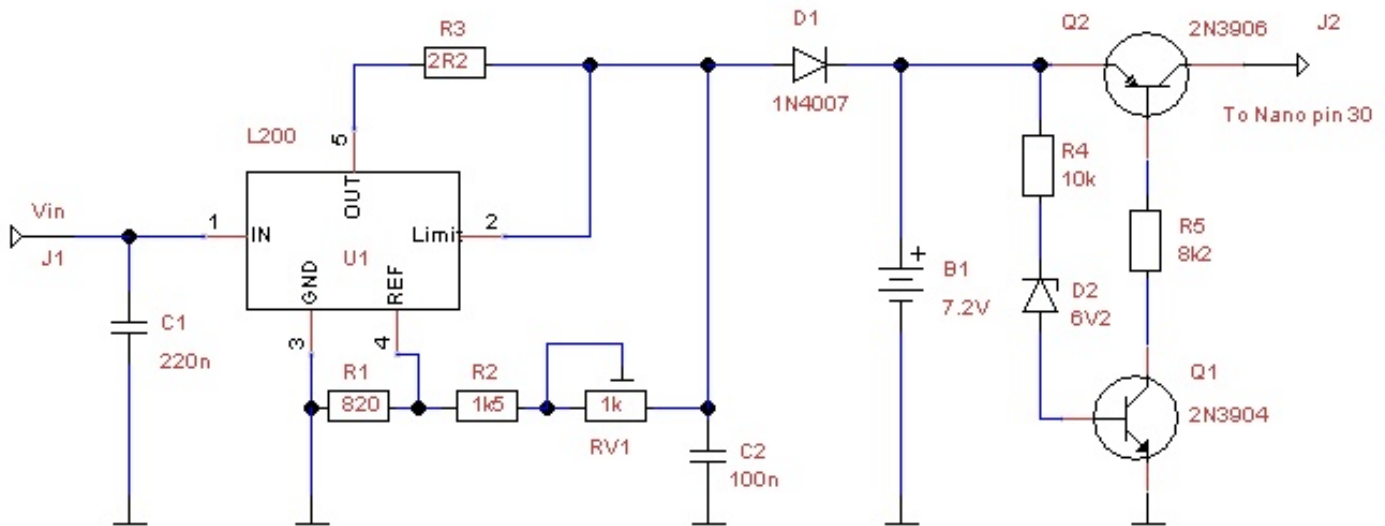 D1
Q2
2N3906
J2
R3
2R2
1N4007
To Nano pin 30
L200
5
R4
10k
OUT
Vin
1
IN
2
Limit
R5
8k2
J1
U1
+
B1
7.2V
GND
REF
D2
6V2
C1
220n
3
4
R1
820
R2
1k5
1k
RV1
Q1
2N3904
C2
100n